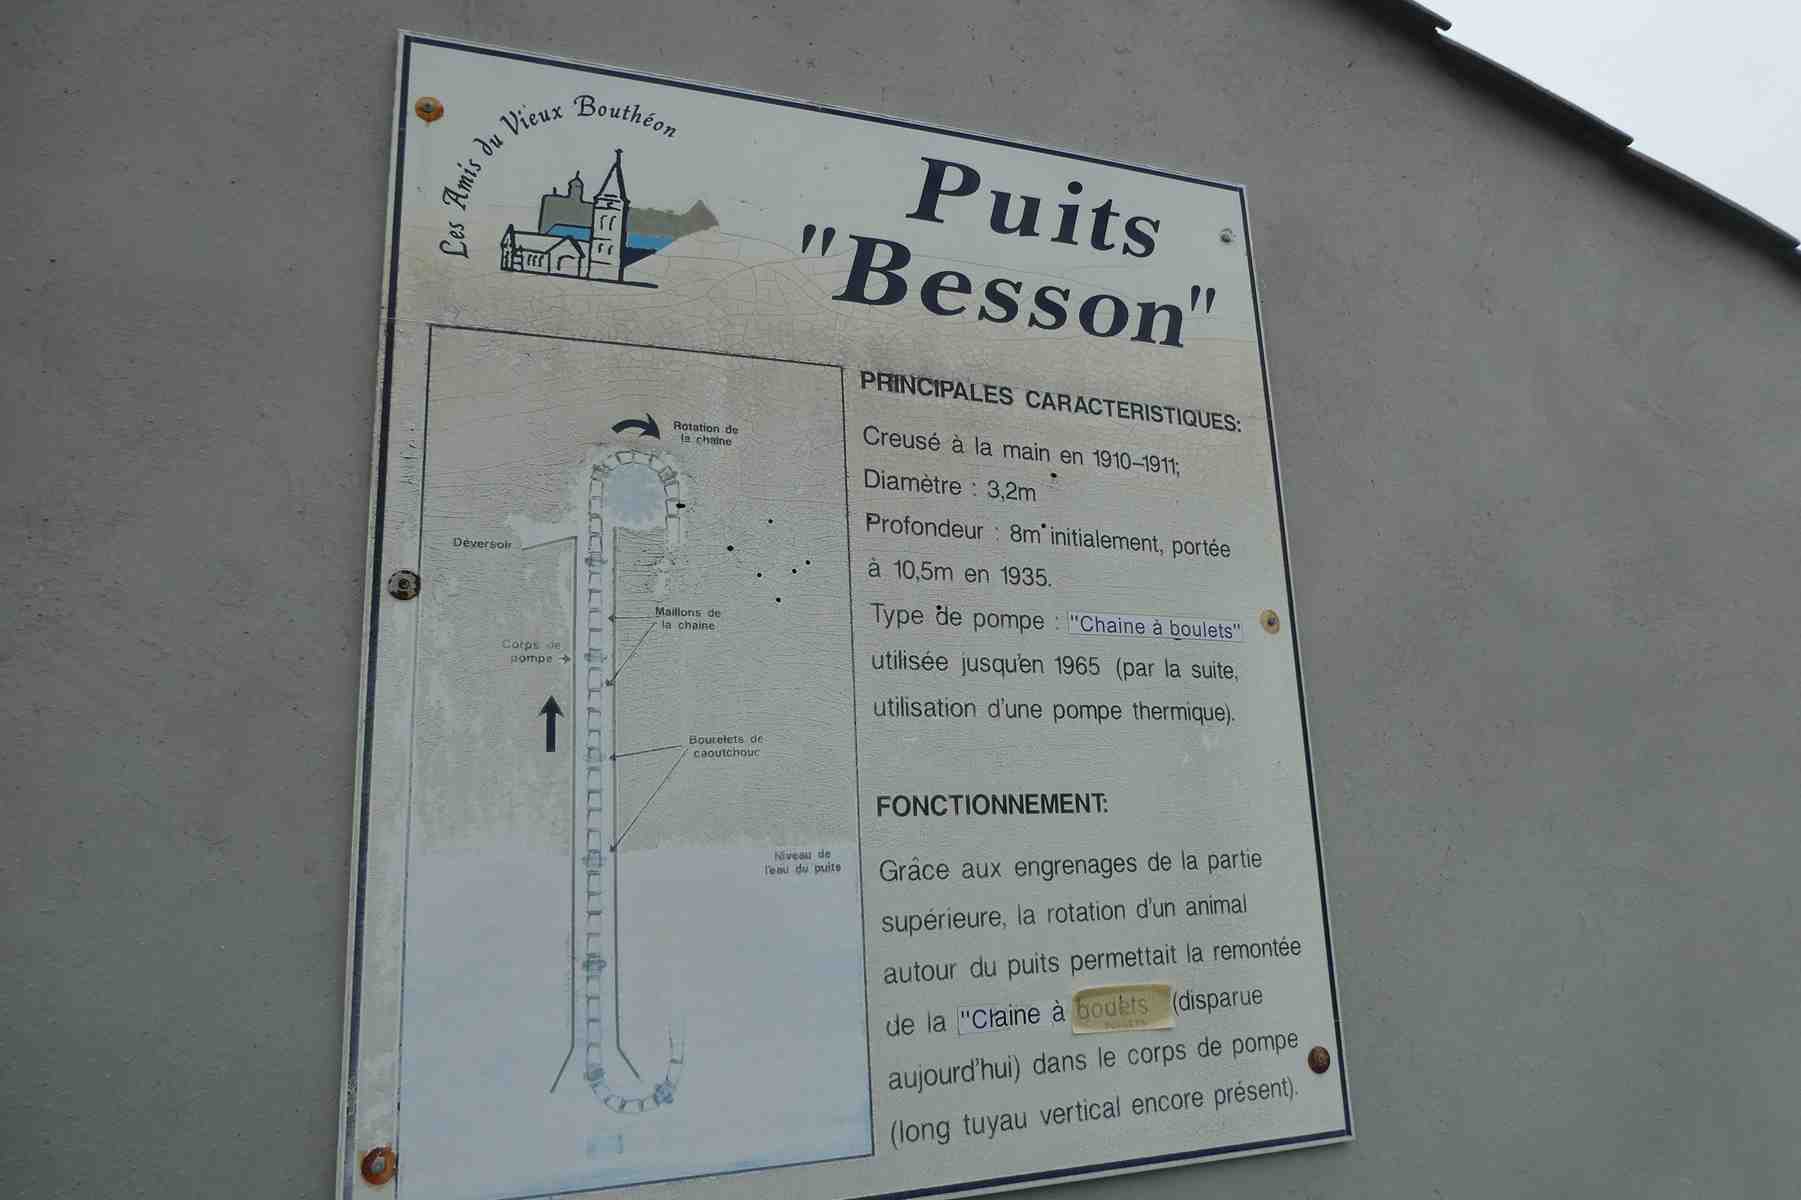 Les Amis du Vieux Bouthéon
Puits
"Besson"
Rotation de
la chaine
Déversoir
Maillons de
la chaine
Corps de
pompe
Bourelets de
caoutchouc
Niveau de
l'eau du puits
PRINCIPALES CARACTERISTIQUES:
Creusé à la main en 1910-1911;
Diamètre : 3,2m
Profondeur : 8m initialement, portée
à 10,5m en 1935.
Type de pompe : "Chaine à boulets"
utilisée jusqu'en 1965 (par la suite,
utilisation d'une pompe thermique).
FONCTIONNEMENT:
Grâce aux engrenages de la partie
supérieure, la rotation d'un animal
autour du puits permettait la remontée
de la "Chaine à boulets (disparue
aujourd'hui) dans le corps de pompe
(long tuyau vertical encore présent).